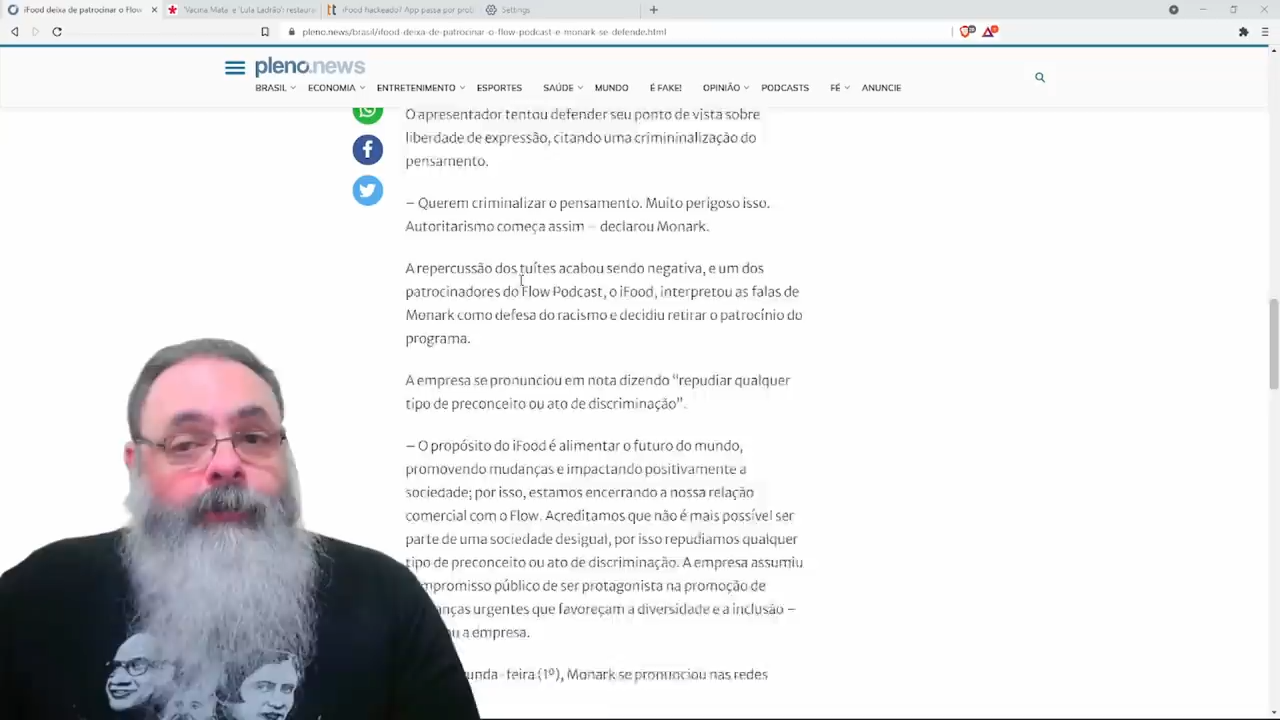 iFood deixa de patrocinar o Flow
'Vacina Mata' e 'Lula Ladrão': restaura
iFood hackeado? App passa por prob
Settings
pleno.news/brasil/ifood-deixa-de-patrocinar-o-flow-podcast-e-monark-se-defende.html
pleno.news
BRASIL ECONOMIA ENTRETENIMENTO ESPORTES SAÚDE MUNDO É FAKE! OPINIÃO PODCASTS FÉ ANUNCIE
O apresentador tentou defender seu ponto de vista sobre
liberdade de expressão, citando uma crimininalização do
pensamento.
– Querem criminalizar o pensamento. Muito perigoso isso.
Autoritarismo começa assim – declarou Monark.
A repercussão dos tuítes acabou sendo negativa, e um dos
patrocinadores do Flow Podcast, o iFood, interpretou as falas de
Monark como defesa do racismo e decidiu retirar o patrocínio do
programa.
A empresa se pronunciou em nota dizendo “repudiar qualquer
tipo de preconceito ou ato de discriminação”.
– O propósito do iFood é alimentar o futuro do mundo,
promovendo mudanças e impactando positivamente a
sociedade; por isso, estamos encerrando a nossa relação
comercial com o Flow. Acreditamos que não é mais possível ser
parte de uma sociedade desigual, por isso repudiamos qualquer
tipo de preconceito ou ato de discriminação. A empresa assumiu
mpromisso público de ser protagonista na promoção de
anças urgentes que favoreçam a diversidade e a inclusão –
u a empresa.
unda-feira (1º), Monark se pronunciou nas redes